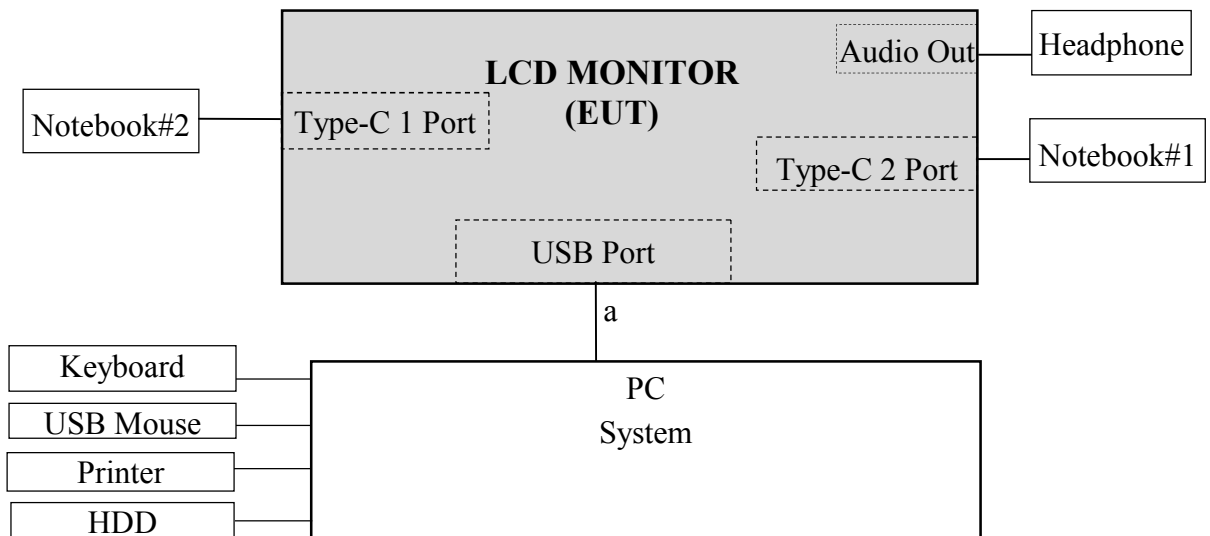 Audio Out
Headphone
LCD MONITOR
(EUT)
Notebook#2
Type-C 1 Port
Type-C 2 Port
Notebook#1
USB Port
a
Keyboard
PC
USB Mouse
System
Printer
HDD